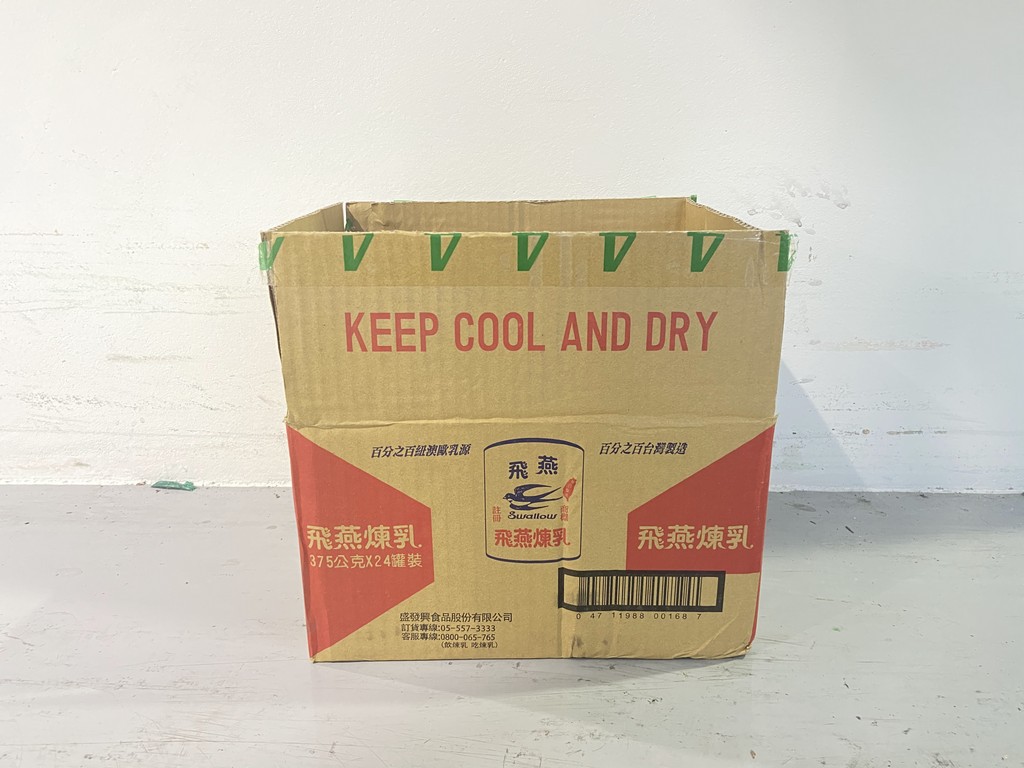 KEEP COOL AND DRY
百分之百紐澳歐乳源
百分之百台灣製造
飛燕
註冊
商標
Swallow
飛燕煉乳
飛燕煉乳
375公克X24罐裝
飛燕煉乳
0 47 11988 00168 7
盛發興食品股份有限公司
訂貨專線:05-557-3333
客服專線:0800-065-765
(飲煉乳 吃煉乳)